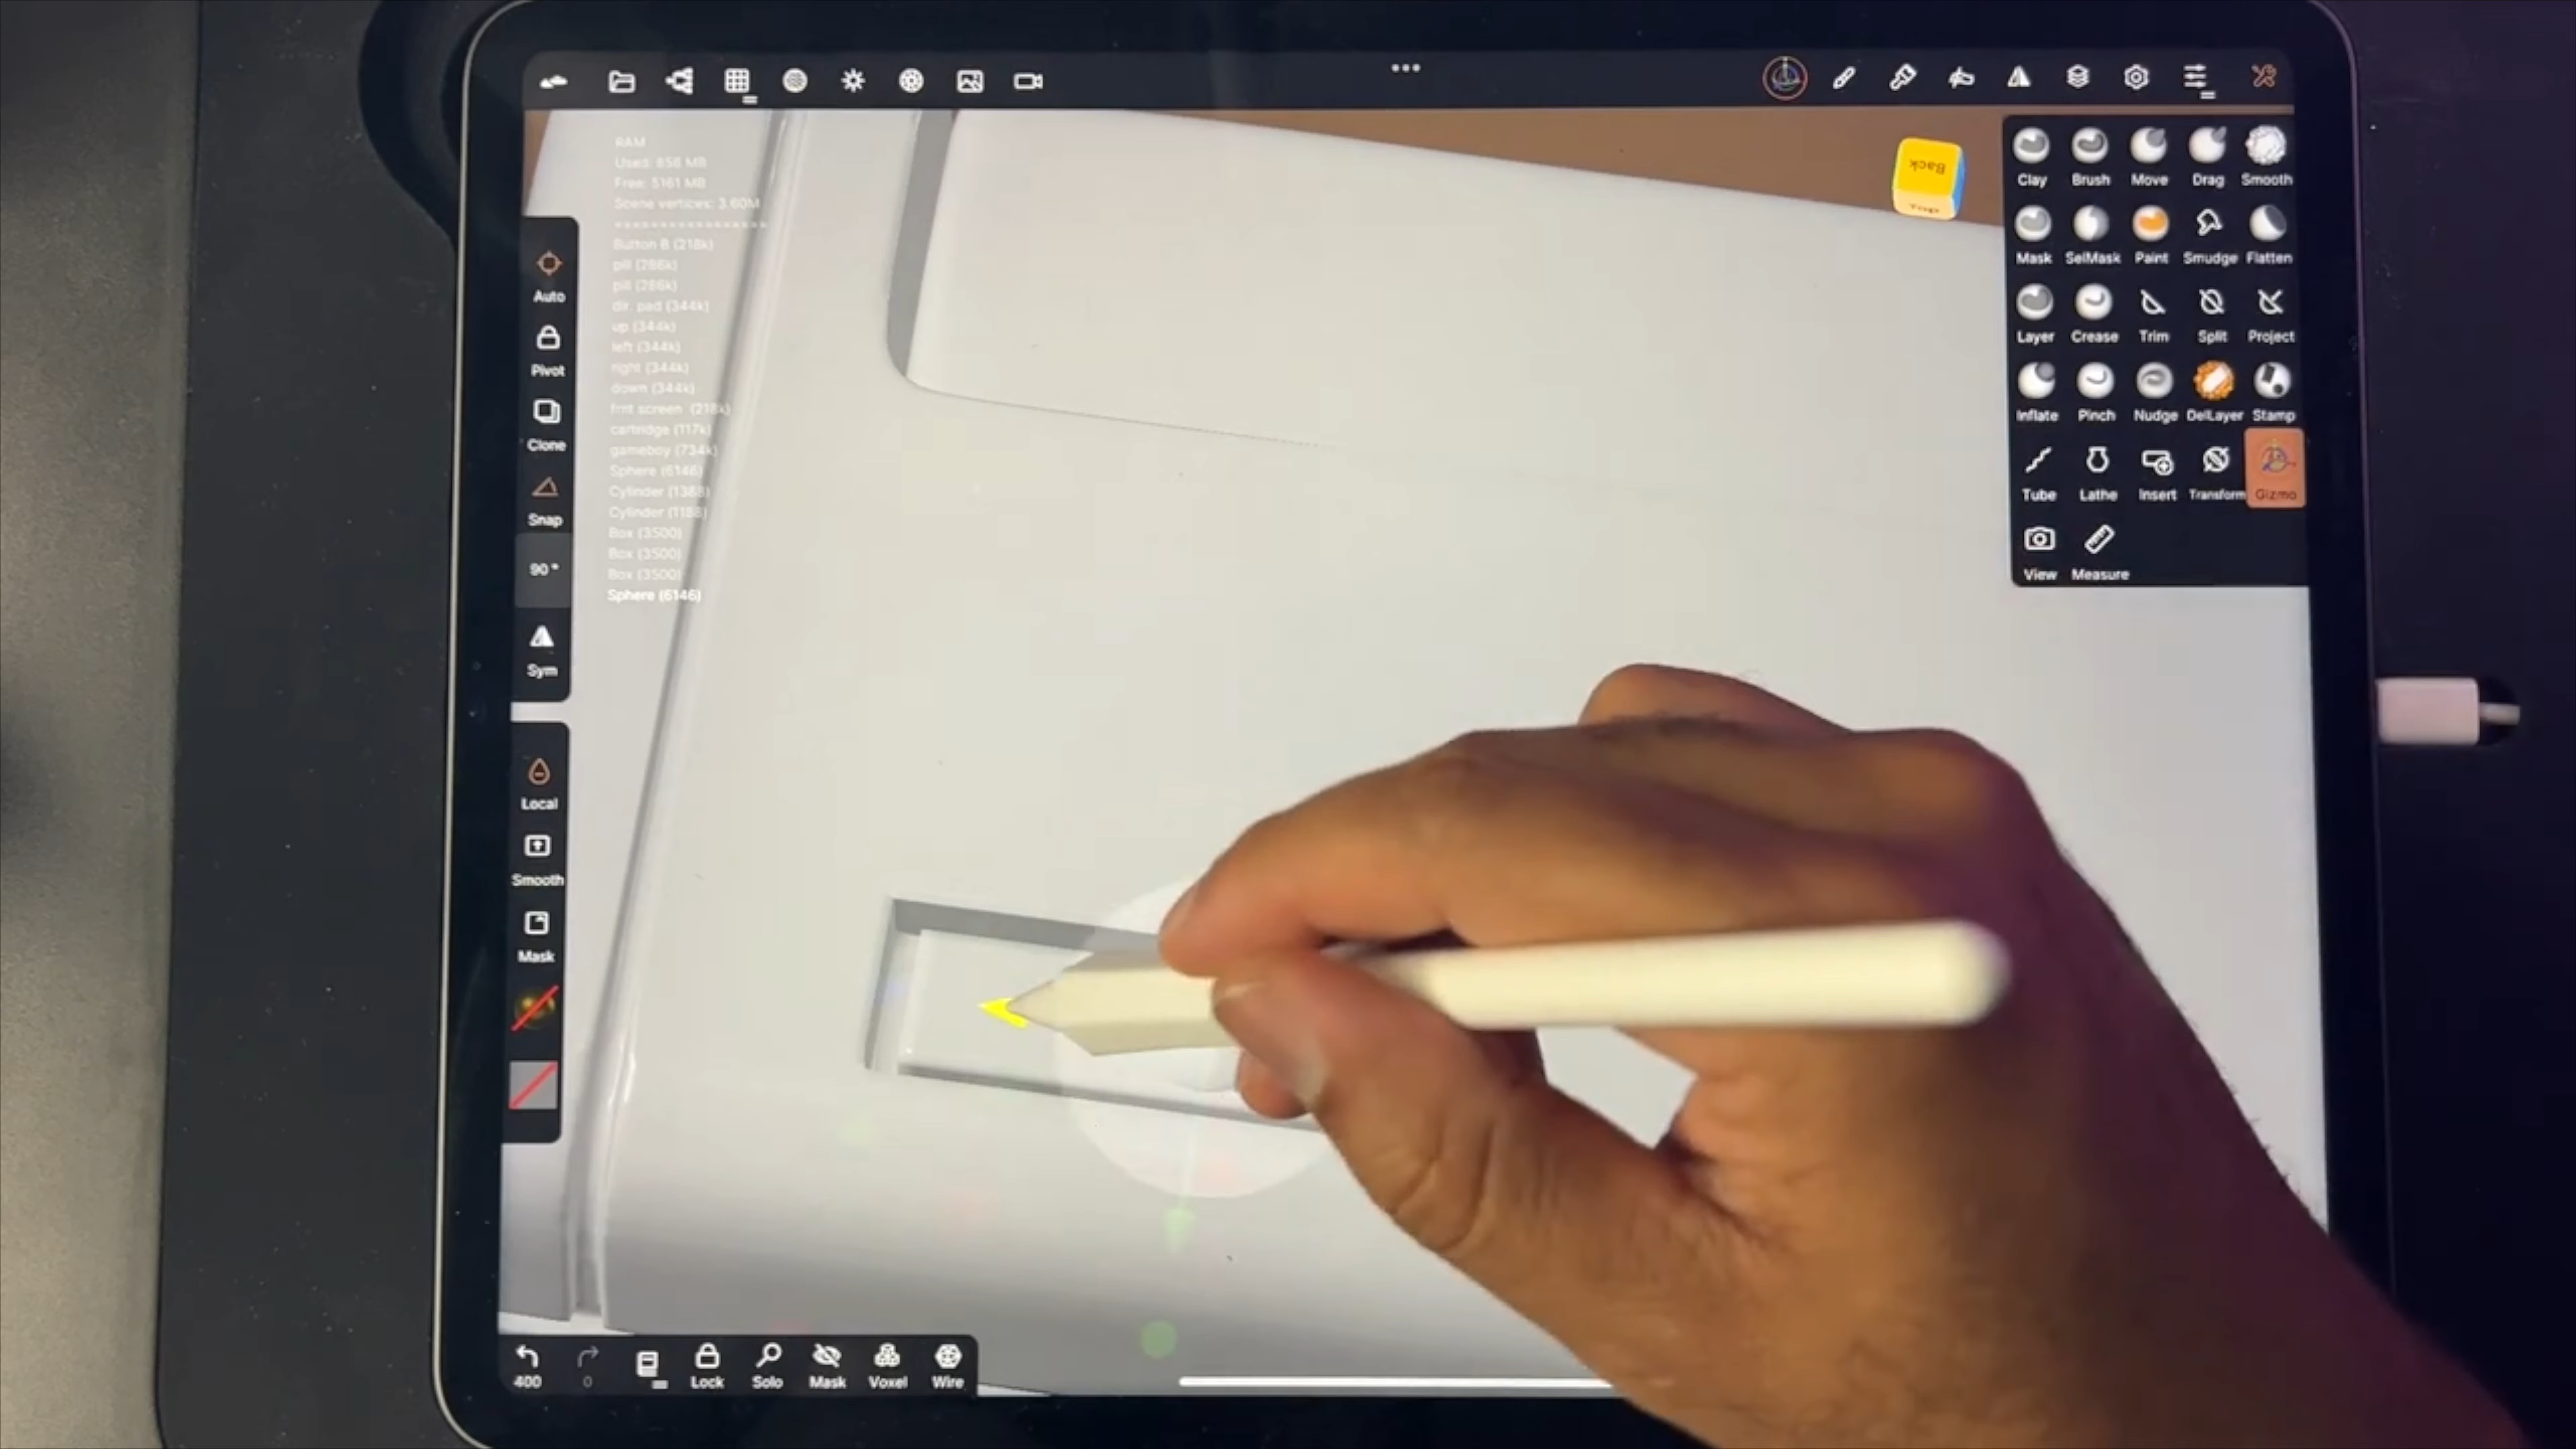 RAM
Used: 658 MB
Free: 5161 MB
Scene vertices: 3.60M
Button B (218k)
pill (286k)
pill (286k)
dir. pad (344k)
up (344k)
left (344k)
right (344k)
down (344k)
frnt screen (218k)
cartridge (117k)
gameboy (734k)
Sphere (6146)
Cylinder (1388)
Cylinder (1188)
Box (3500)
Box (3500)
Box (3500)
Sphere (6146)
Auto
Pivot
Clone
Snap
90°
Sym
Local
Smooth
Mask
400
0
Lock
Solo
Mask
Voxel
Wire
Back
Top
Clay Brush Move Drag Smooth
Mask SelMask Paint Smudge Flatten
Layer Crease Trim Split Project
Inflate Pinch Nudge DelLayer Stamp
Tube Lathe Insert Transform Gizmo
View Measure